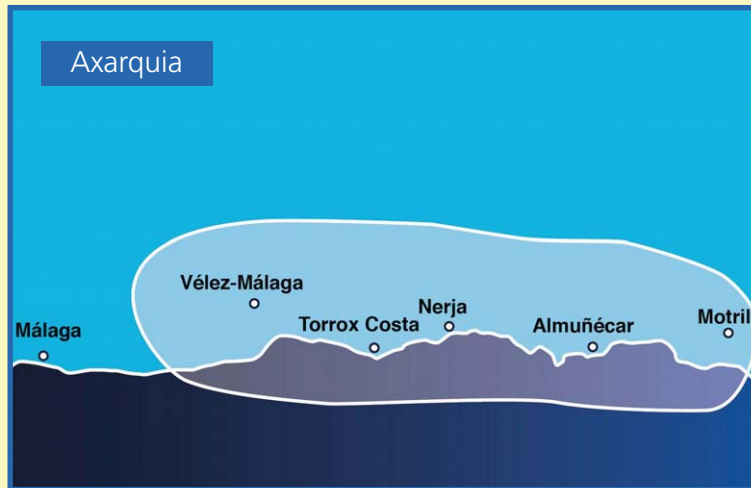 Axarquia
Vélez-Málaga
Nerja
Motril
Málaga
Torrox Costa
Almuñécar